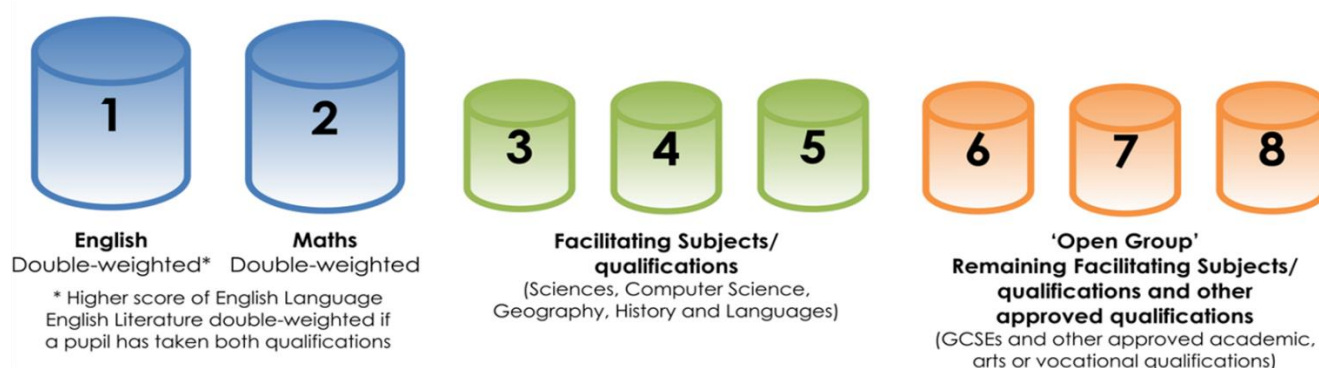 1
2
3
4
5
6
7
8
English
Double-weighted*
Maths
Double-weighted
* Higher score of English Language
English Literature double-weighted if
a pupil has taken both qualifications
Facilitating Subjects/
qualifications
(Sciences, Computer Science,
Geography, History and Languages)
‘Open Group’
Remaining Facilitating Subjects/
qualifications and other
approved qualifications
(GCSEs and other approved academic,
arts or vocational qualifications)